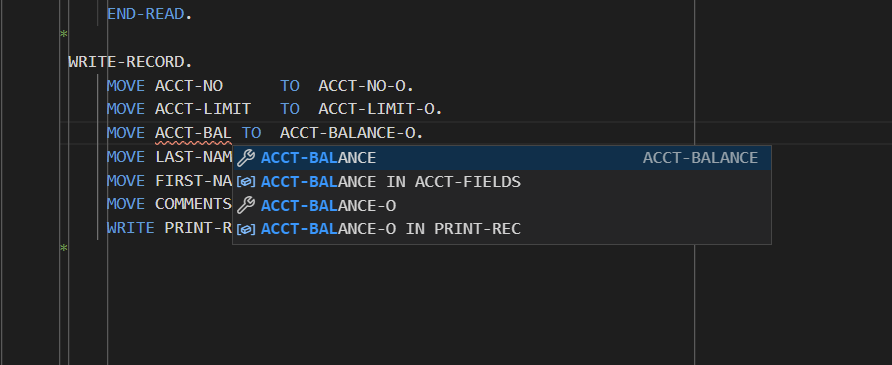 END-READ.
*
WRITE-RECORD.
MOVE ACCT-NO TO ACCT-NO-O.
MOVE ACCT-LIMIT TO ACCT-LIMIT-O.
MOVE ACCT-BAL TO ACCT-BALANCE-O.
MOVE LAST-NAM
ACCT-BALANCE ACCT-BALANCE
MOVE FIRST-NA
ACCT-BALANCE IN ACCT-FIELDS
MOVE COMMENTS
ACCT-BALANCE-O
WRITE PRINT-R
ACCT-BALANCE-O IN PRINT-REC
*